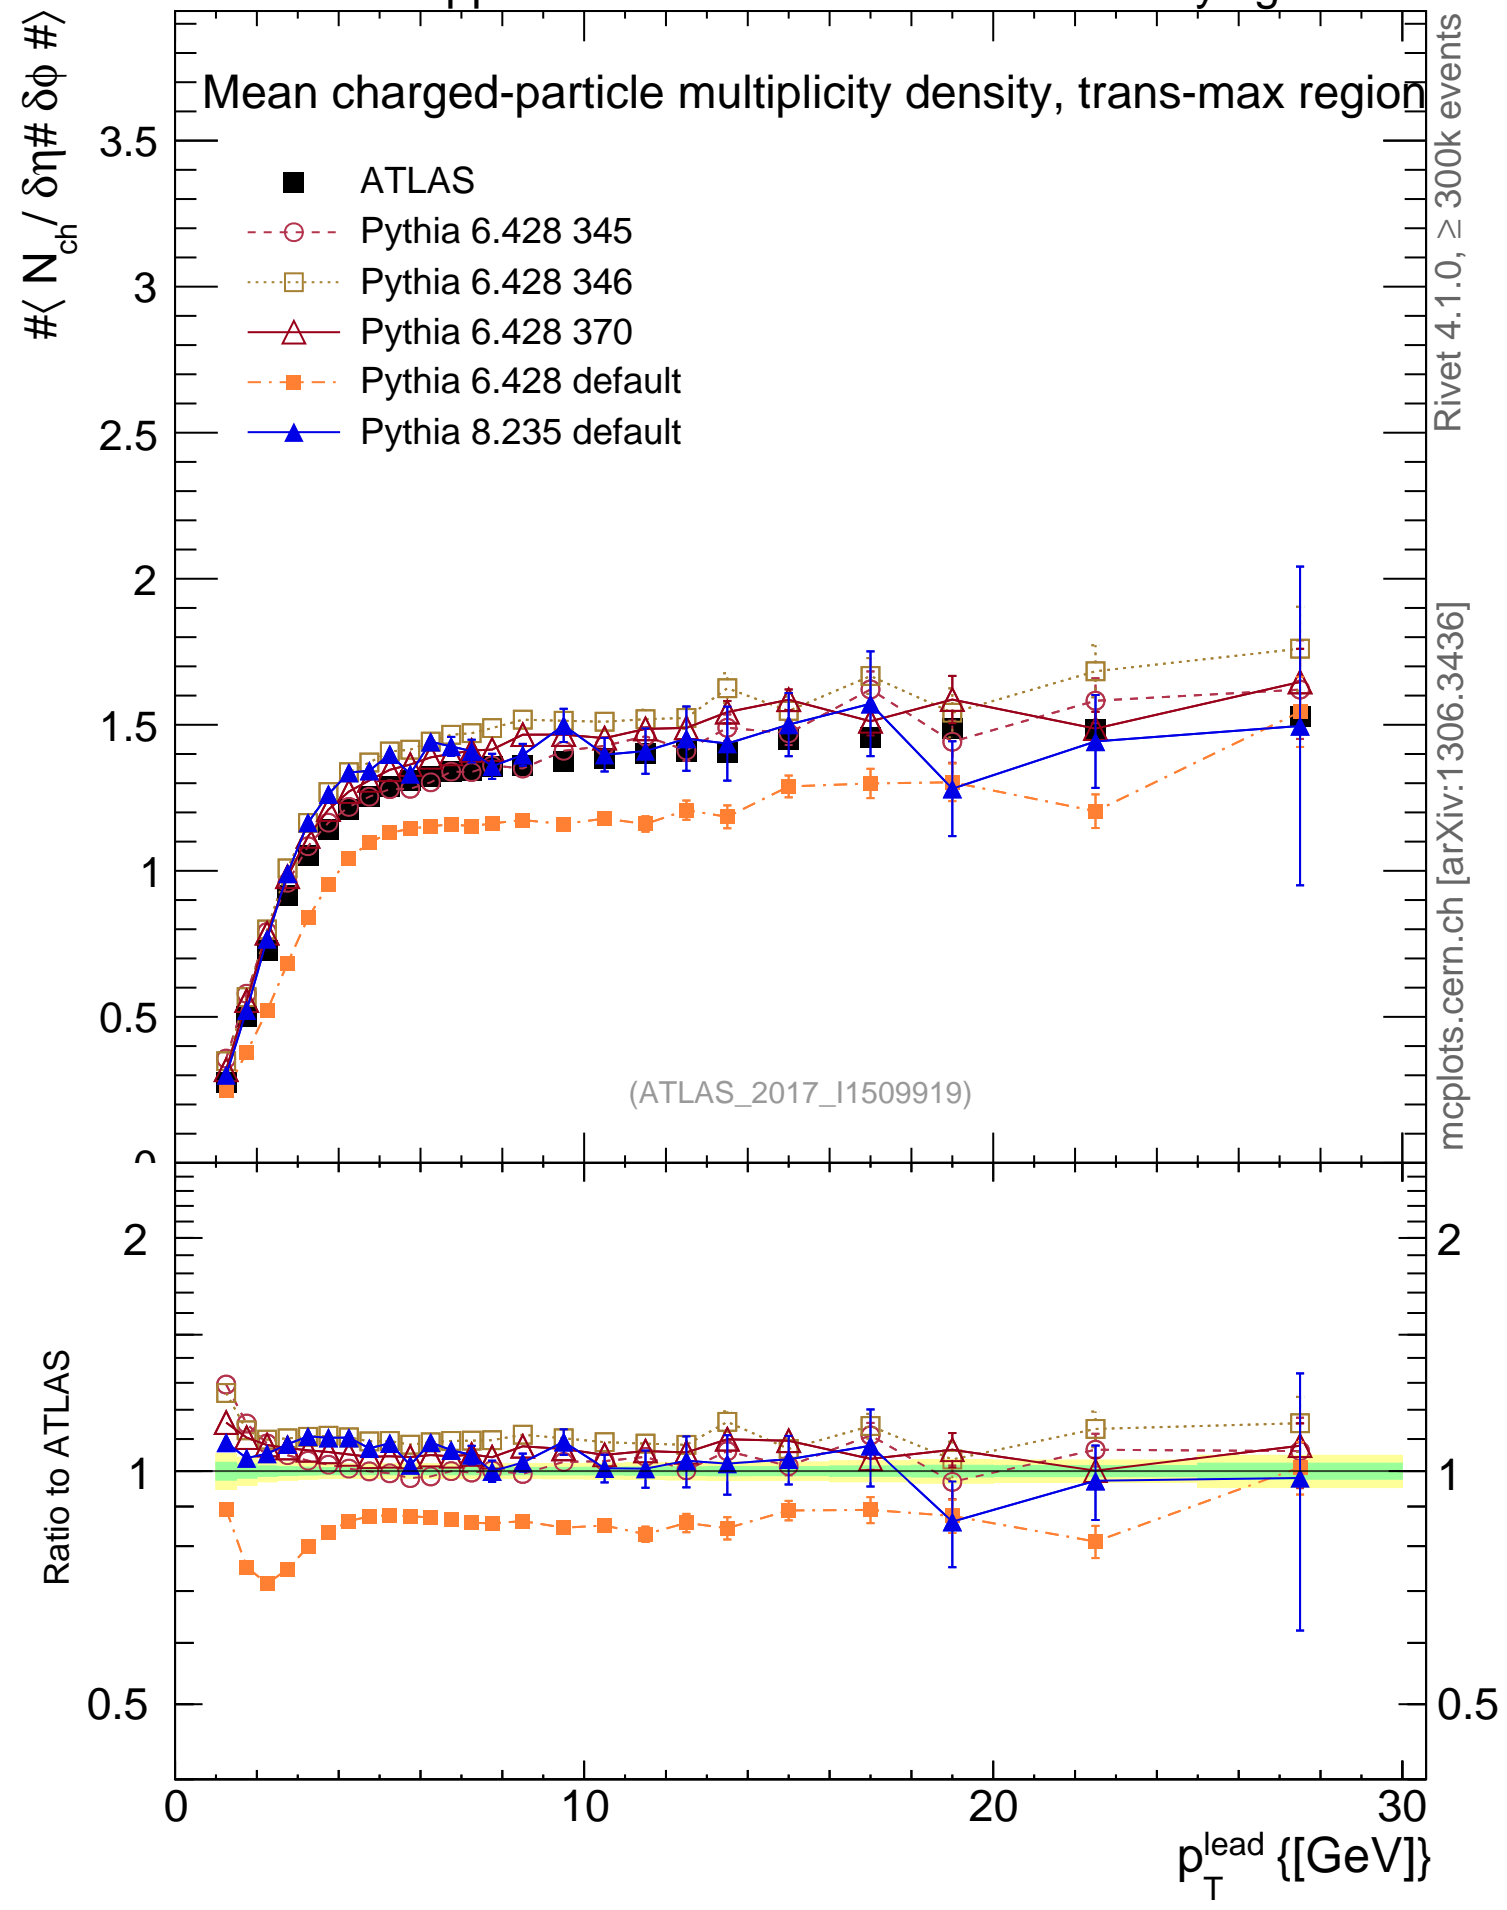 Mean charged-particle multiplicity density, trans-max region
#⟨ N_ch / δη# δφ #⟩
3.5
3
2.5
2
1.5
1
0.5
0
ATLAS
Pythia 6.428 345
Pythia 6.428 346
Pythia 6.428 370
Pythia 6.428 default
Pythia 8.235 default
(ATLAS_2017_I1509919)
Rivet 4.1.0, ≥ 300k events
mcplots.cern.ch [arXiv:1306.3436]
Ratio to ATLAS
2
1
0.5
2
1
0.5
0 10 20 30
p_T^lead {[GeV]}